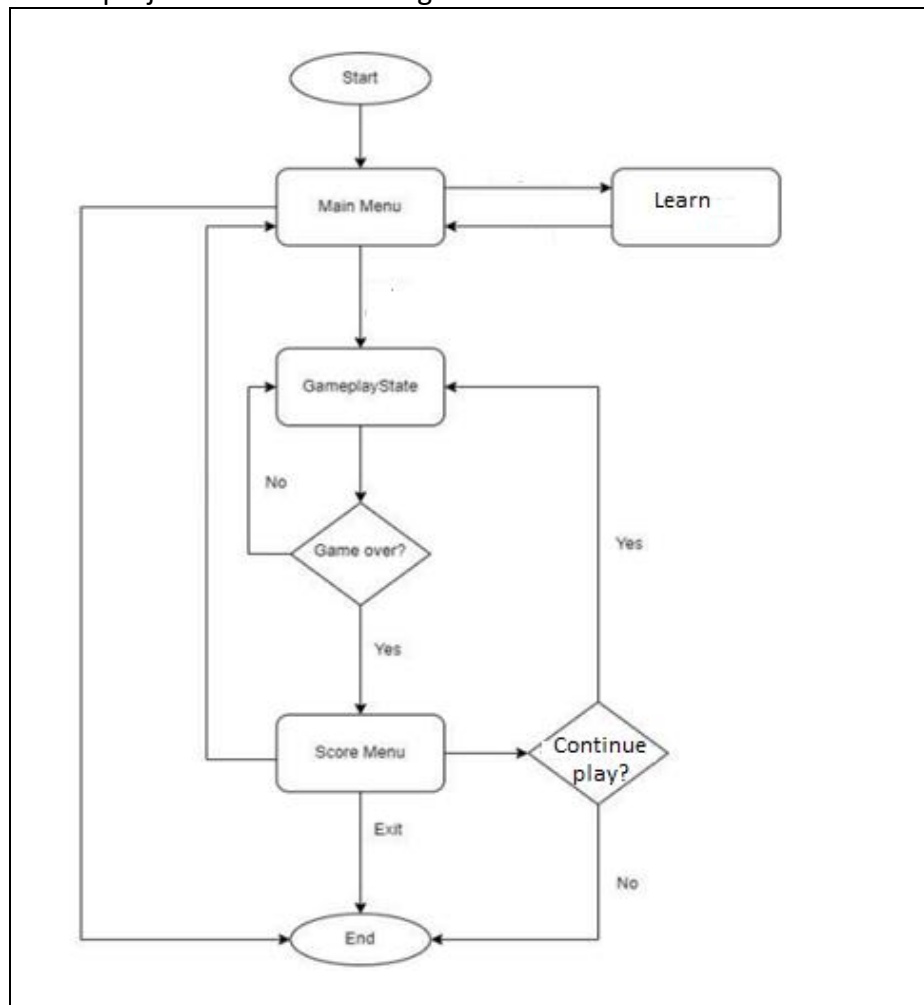 Start
Main Menu
Learn
GameplayState
No
Game over?
Yes
Yes
Score Menu
Continue
play?
Exit
No
End